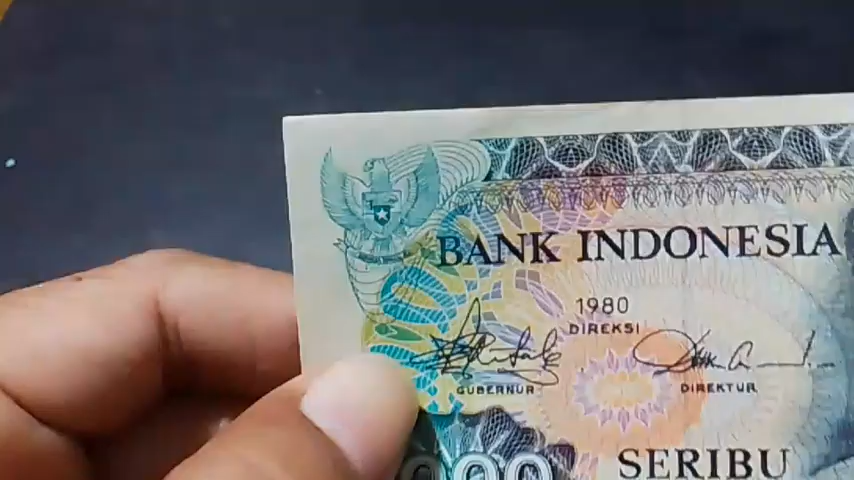 BANK INDONESIA
1980
DIREKSI
GUBERNUR DIREKTUR
SERIBU